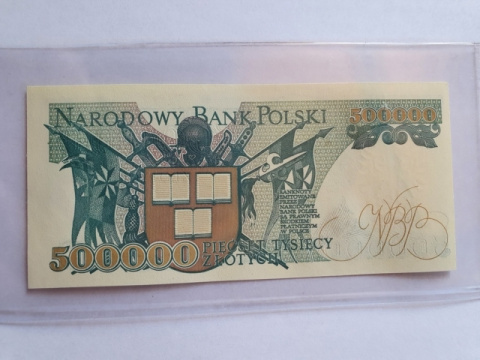 NARODOWY BANK POLSKI
500000
BANKNOTY
EMITOWANE
PRZEZ
NARODOWY
BANK POLSKI
SĄ PRAWNYM
ŚRODKIEM
PŁATNICZYM
W POLSCE
NBP
500000
PIĘĆSET TYSIĘCY
ZŁOTYCH